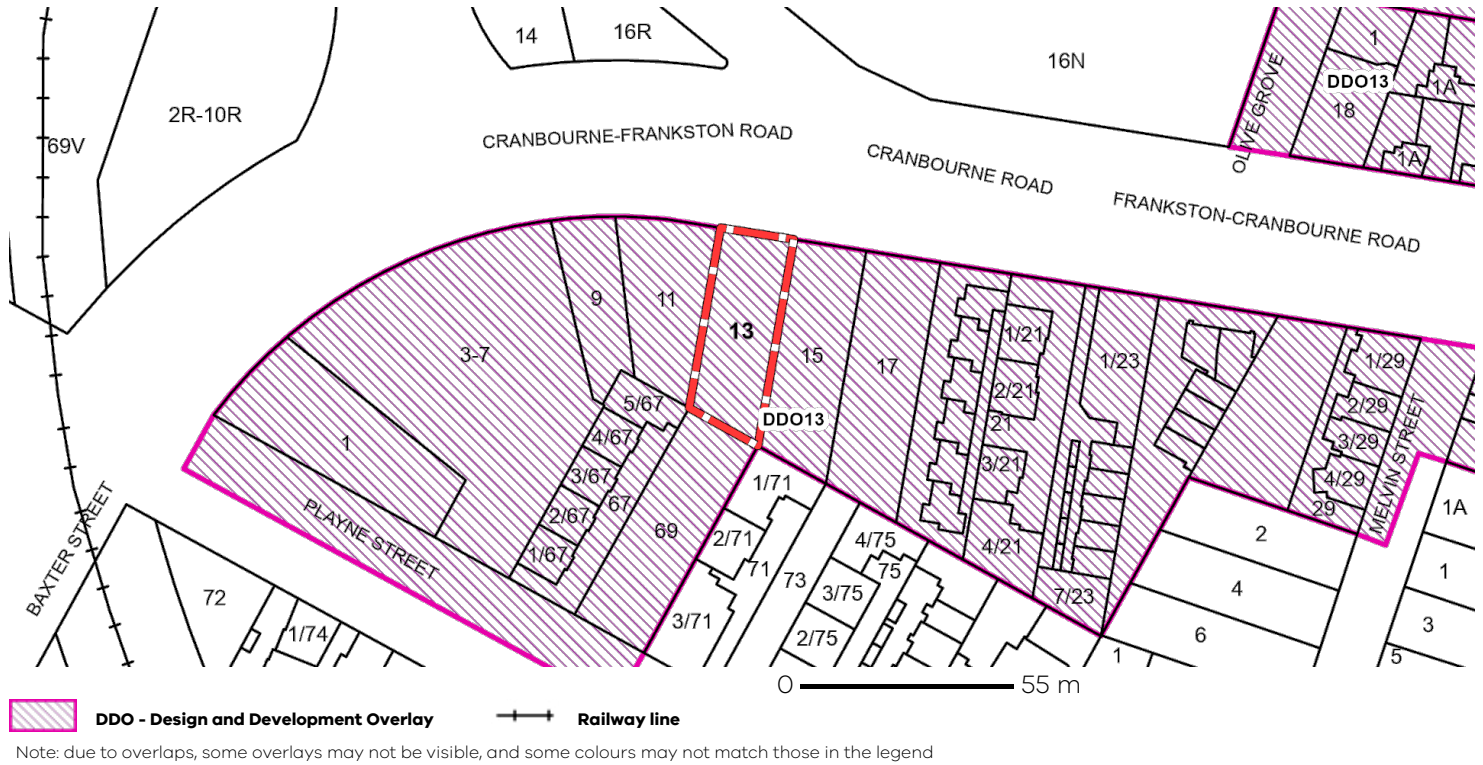 14
16R
16N
1
DDO13
1A
18
1A
2R-10R
69V
OLIVE GROVE
CRANBOURNE-FRANKSTON ROAD
CRANBOURNE ROAD
FRANKSTON-CRANBOURNE ROAD
9
11
13
15
17
3-7
1/21
2/21
21
3/21
4/21
1/23
7/23
1/29
2/29
3/29
4/29
29
MELVIN STREET
DDO13
5/67
4/67
3/67
2/67
67
1/67
69
1
PLAYNE STREET
BAXTER STREET
72
1/74
1/71
2/71
71
3/71
73
4/75
75
3/75
2/75
2
4
6
1
1A
1
3
5
0 55 m
DDO - Design and Development Overlay
Railway line
Note: due to overlaps, some overlays may not be visible, and some colours may not match those in the legend